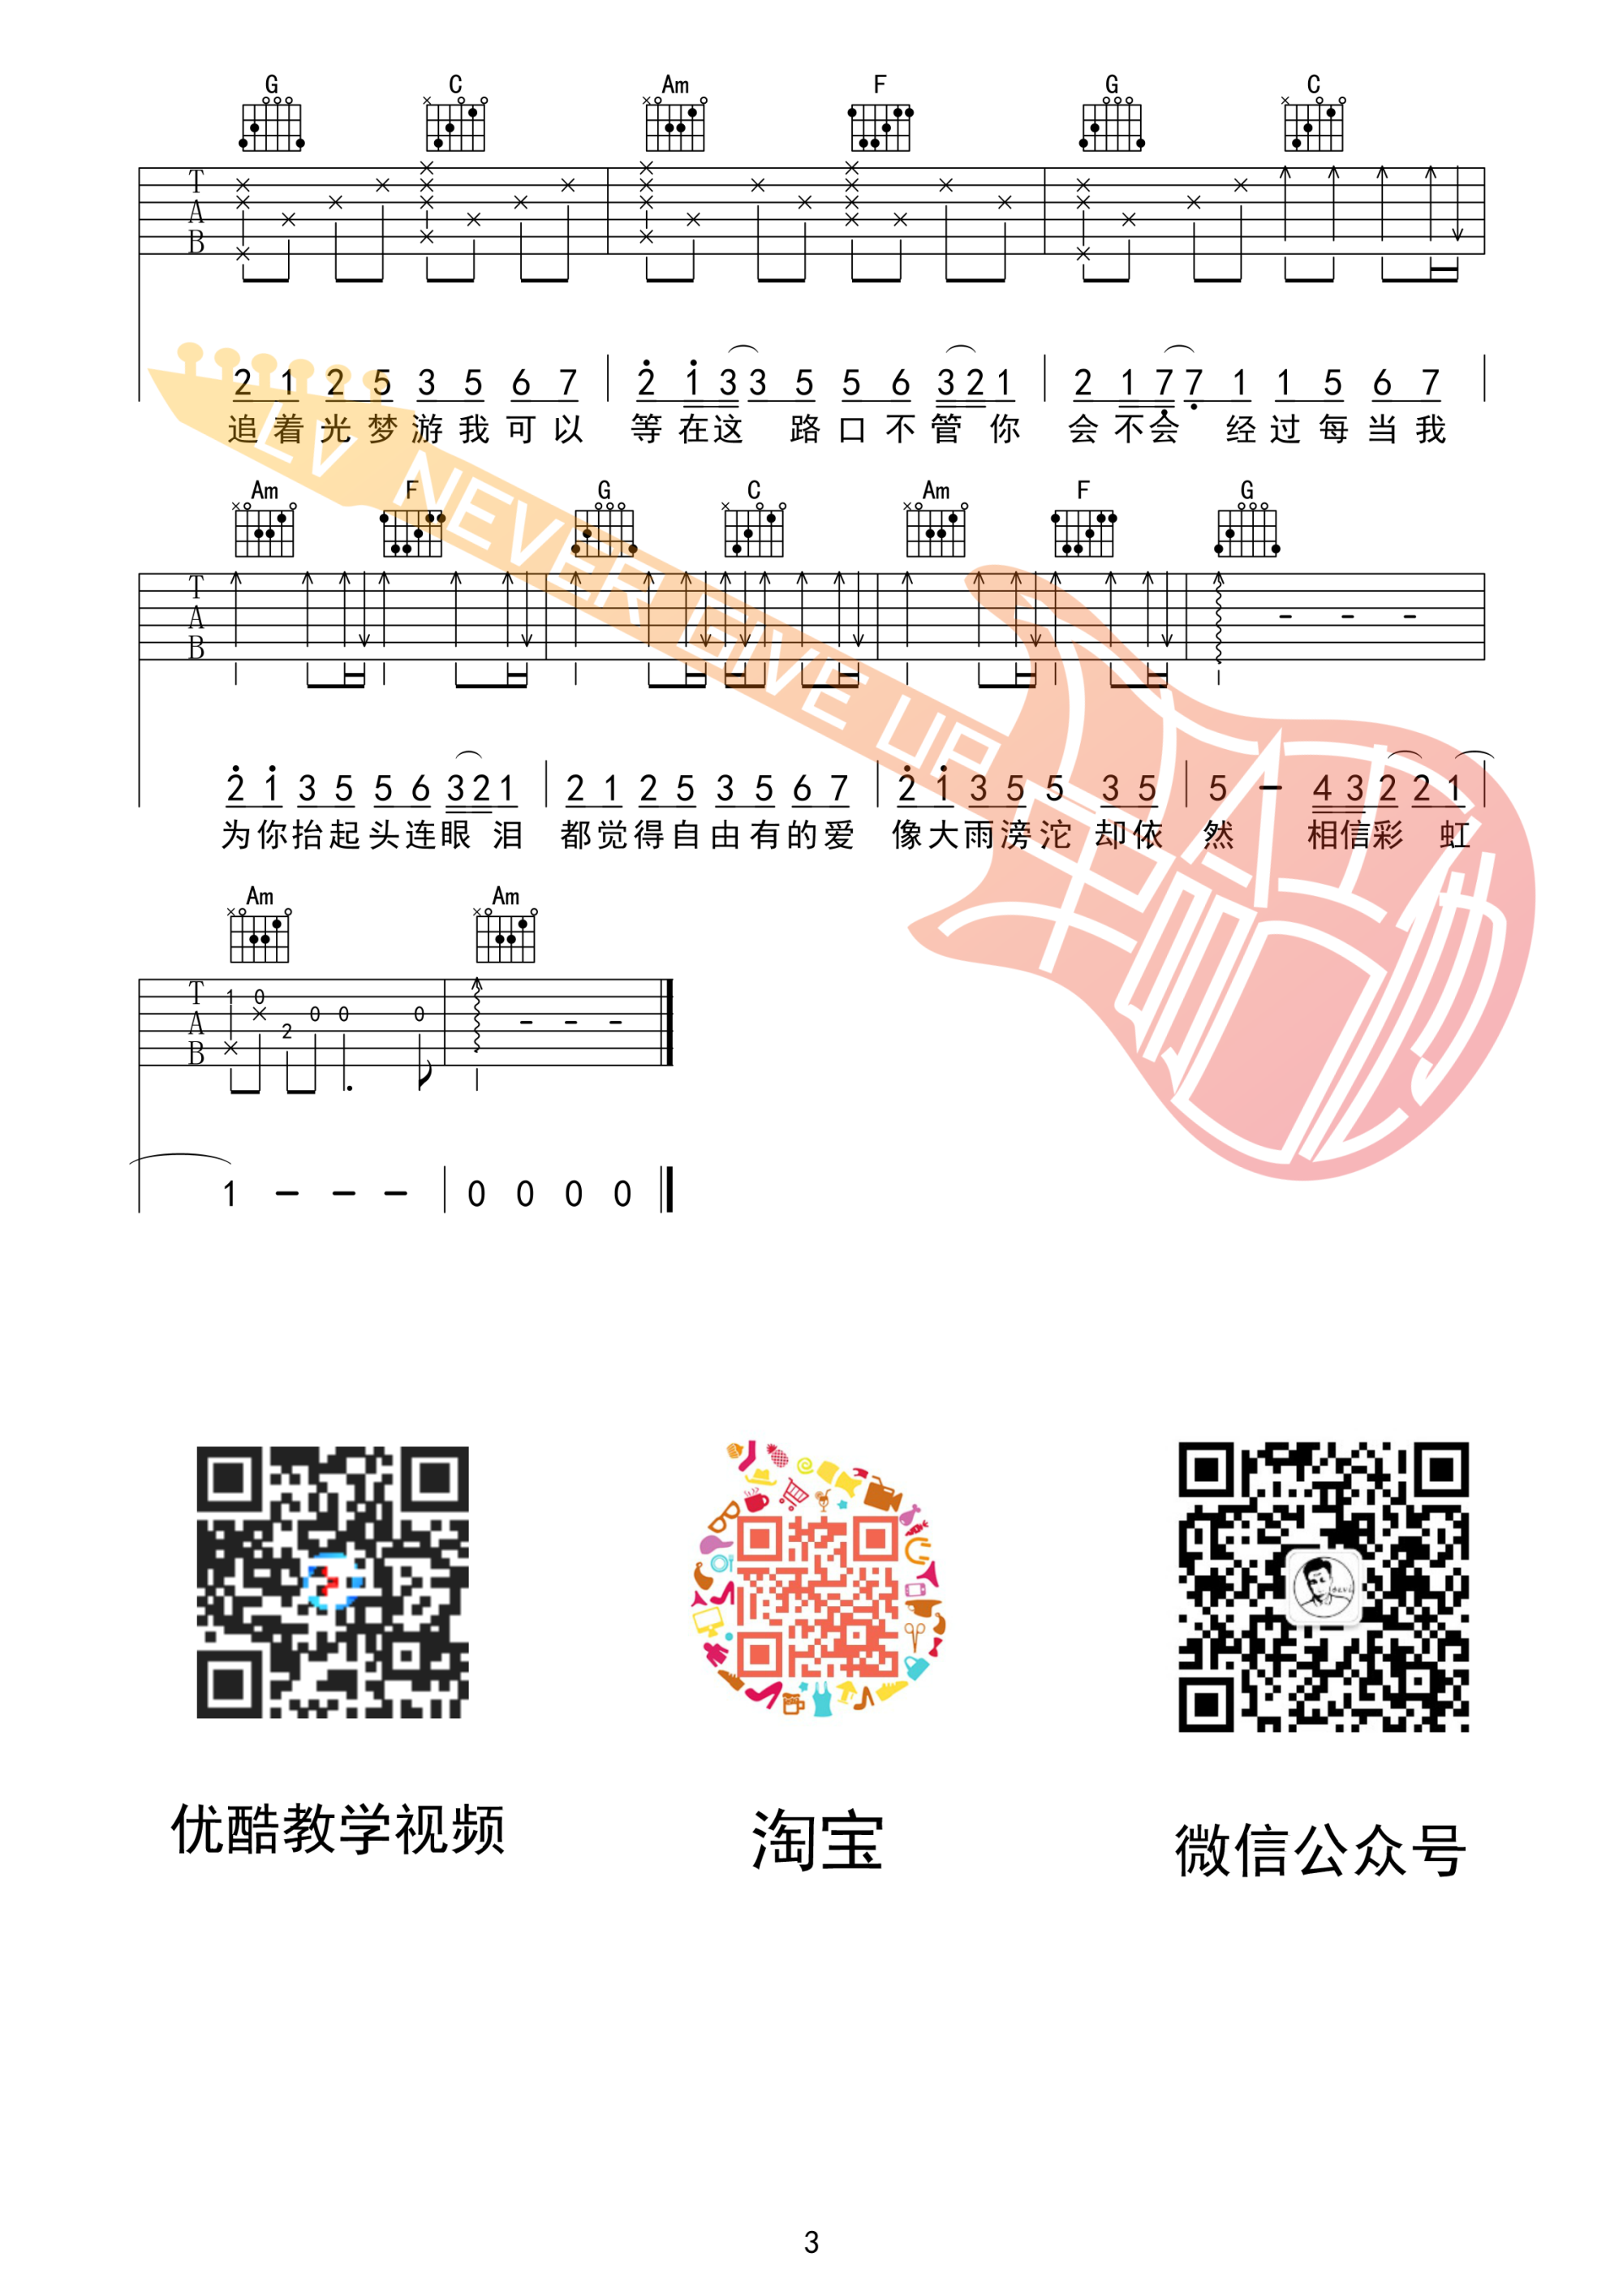 G C Am F G C
T
A
B
2 1 2 5 3 5 6 7 2 1 3 3 5 5 6 3 2 1 2 1 7 7 1 1 5 6 7
追着光梦游我可以 等在这 路口不管你 会不会 经过每当我
Am F G C Am F G
T
A
B
2 1 3 5 5 6 3 2 1 2 1 2 5 3 5 6 7 2 1 3 5 5 3 5 5 - 4 3 2 2 1
为你抬起头连眼 泪 都觉得自由有的爱 像大雨滂沱 却依 然 相信彩 虹
Am Am
T
A
B
1 0 2 0 0 0 - - -
1 - - - 0 0 0 0
LV NEVER GIVE UP
优酷教学视频
淘宝
微信公众号
3